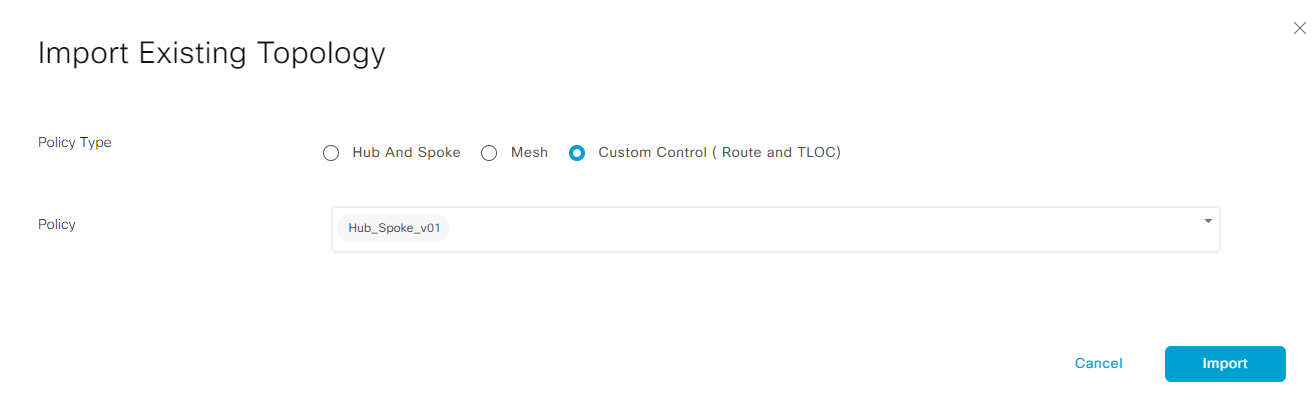 Import Existing Topology
Policy Type
Hub And Spoke
Mesh
Custom Control ( Route and TLOC)
Policy
Hub_Spoke_v01
Cancel
Import